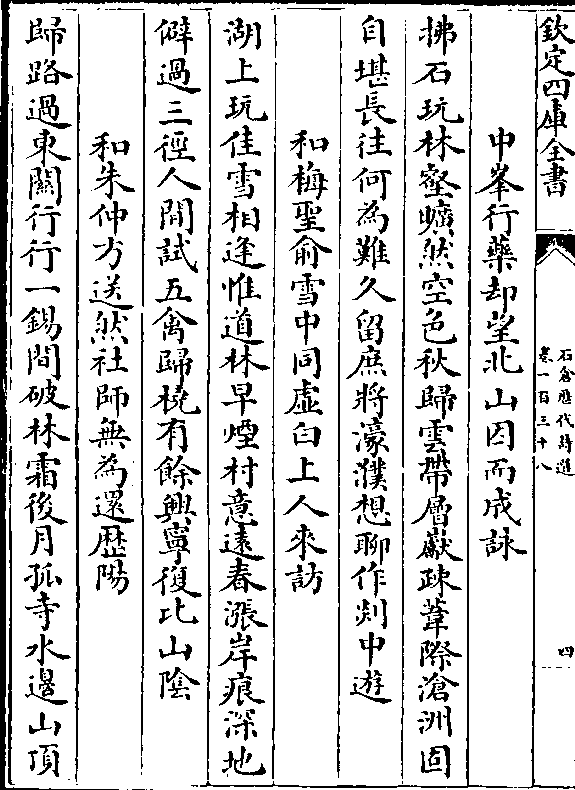 欽定四庫全書
石倉歷代詩選
卷一百三十八
四
中峯行藥却望北山因而成詠
拂石玩林壑曠然空色秋歸雲帶層巘疎葦際滄洲固
自堪長往何為難久留庶將濠濮想聊作剡中遊
和梅聖俞雪中同虛白上人來訪
湖上玩佳雪相逢惟道林早煙村意遠春漲岸痕深地
僻過三徑人間試五禽歸橈有餘興寧復比山陰
和朱仲方送然社師無為還歷陽
歸路過東關行行一錫間破林霜後月孤寺水邊山頂